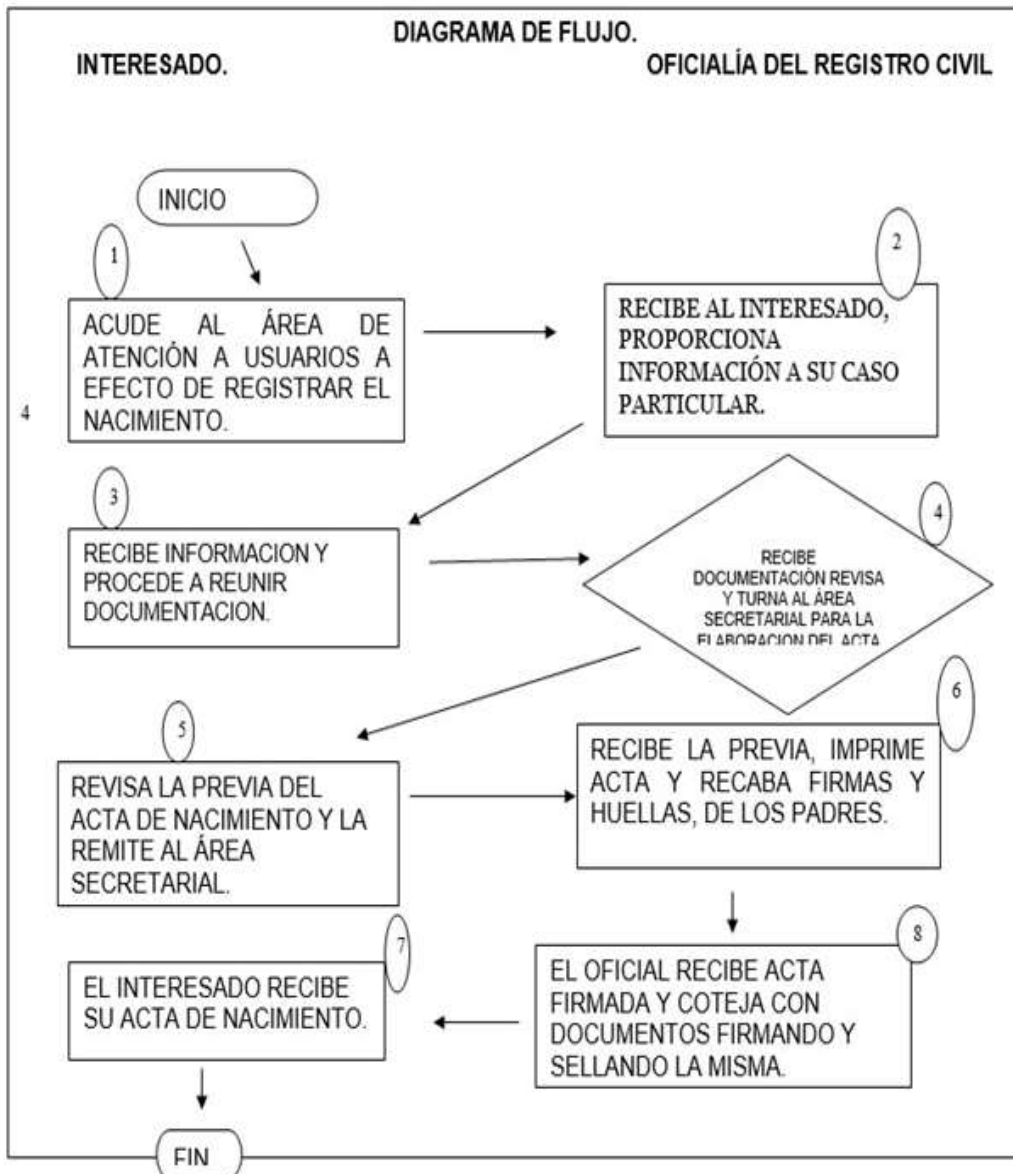 DIAGRAMA DE FLUJO.
INTERESADO.
OFICIALÍA DEL REGISTRO CIVIL
INICIO
1
ACUDE AL ÁREA DE
ATENCIÓN A USUARIOS A
EFECTO DE REGISTRAR EL
NACIMIENTO.
2
RECIBE AL INTERESADO,
PROPORCIONA
INFORMACIÓN A SU CASO
PARTICULAR.
4
3
RECIBE INFORMACION Y
PROCEDE A REUNIR
DOCUMENTACION.
4
RECIBE
DOCUMENTACIÓN REVISA
Y TURNA AL ÁREA
SECRETARIAL PARA LA
ELABORACION DEL ACTA
5
REVISA LA PREVIA DEL
ACTA DE NACIMIENTO Y LA
REMITE AL ÁREA
SECRETARIAL.
6
RECIBE LA PREVIA, IMPRIME
ACTA Y RECABA FIRMAS Y
HUELLAS, DE LOS PADRES.
7
EL INTERESADO RECIBE
SU ACTA DE NACIMIENTO.
8
EL OFICIAL RECIBE ACTA
FIRMADA Y COTEJA CON
DOCUMENTOS FIRMANDO Y
SELLANDO LA MISMA.
FIN